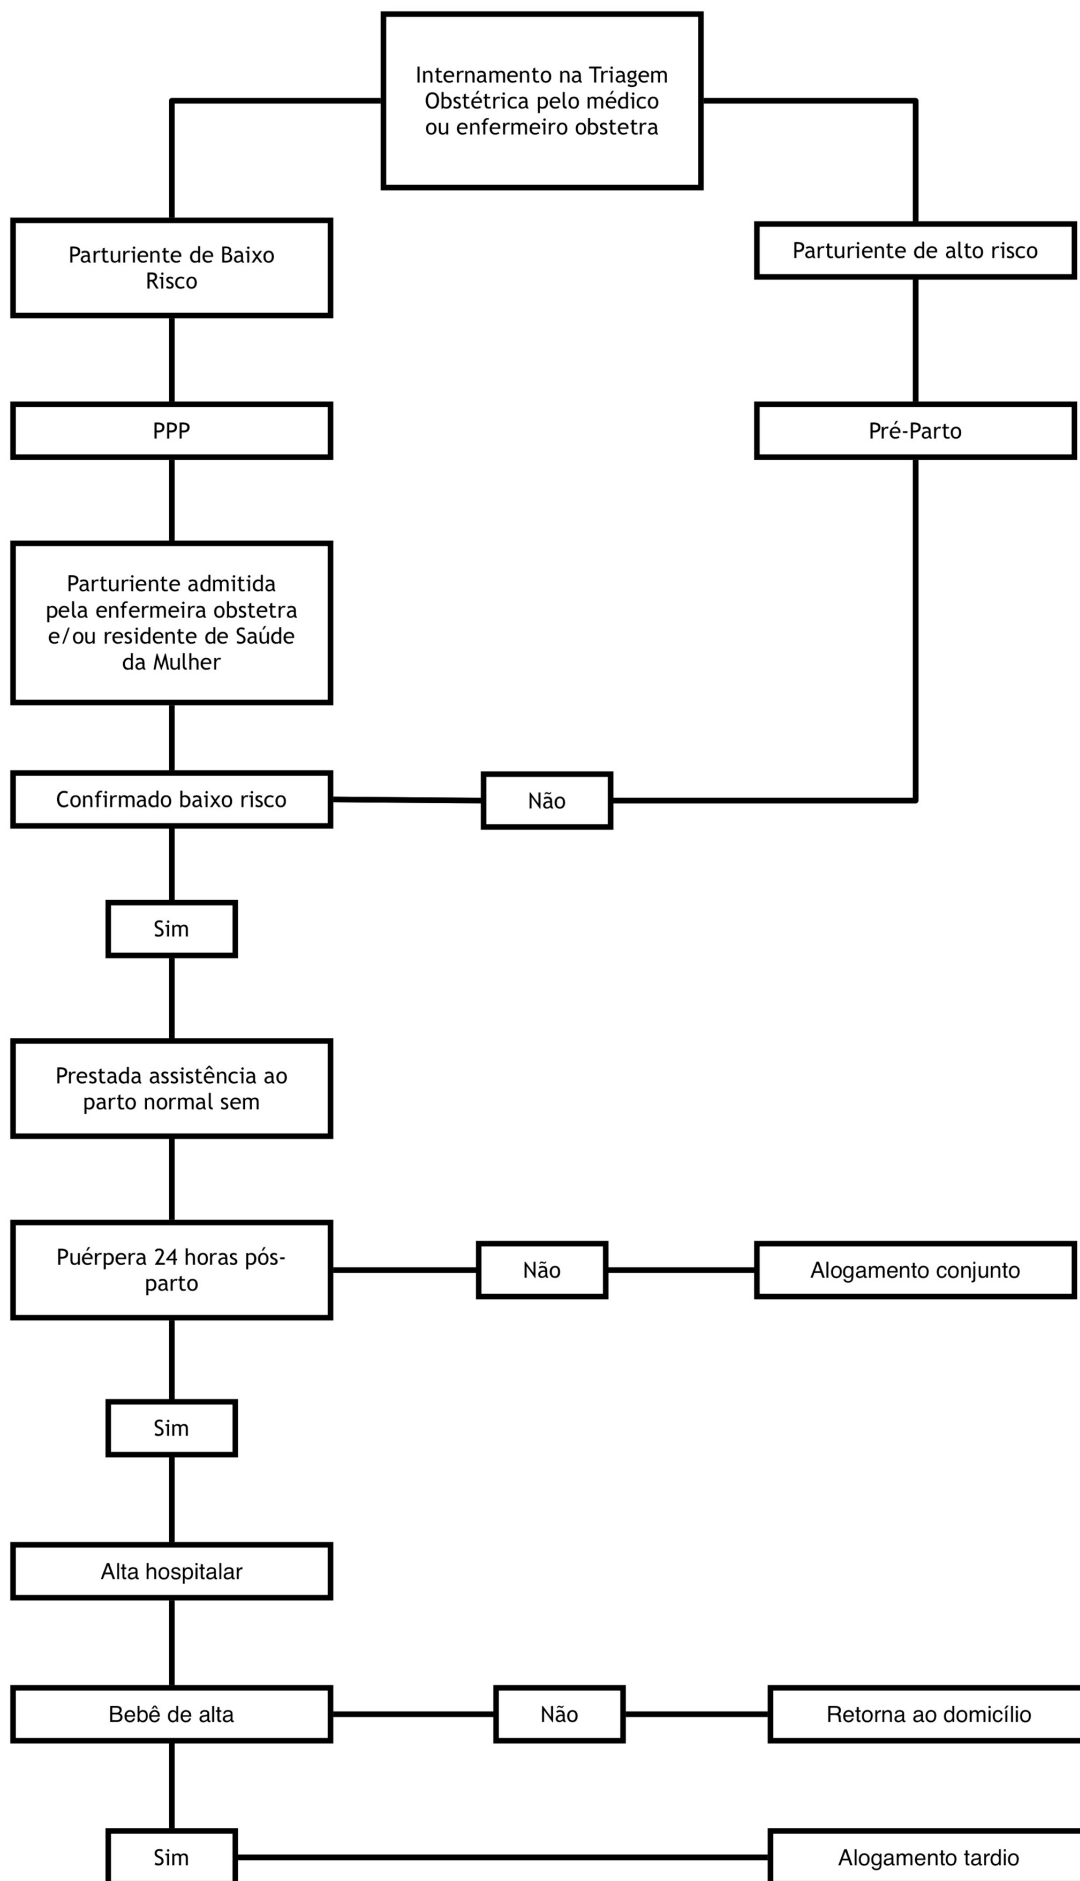 Internamento na Triagem
Obstétrica pelo médico
ou enfermeiro obstetra
Parturiente de Baixo
Risco
Parturiente de alto risco
PPP
Pré-Parto
Parturiente admitida
pela enfermeira obstetra
e/ou residente de Saúde
da Mulher
Confirmado baixo risco
Não
Sim
Prestada assistência ao
parto normal sem
Puérpera 24 horas pós-
parto
Não
Alogamento conjunto
Sim
Alta hospitalar
Bebê de alta
Não
Retorna ao domicílio
Sim
Alogamento tardio